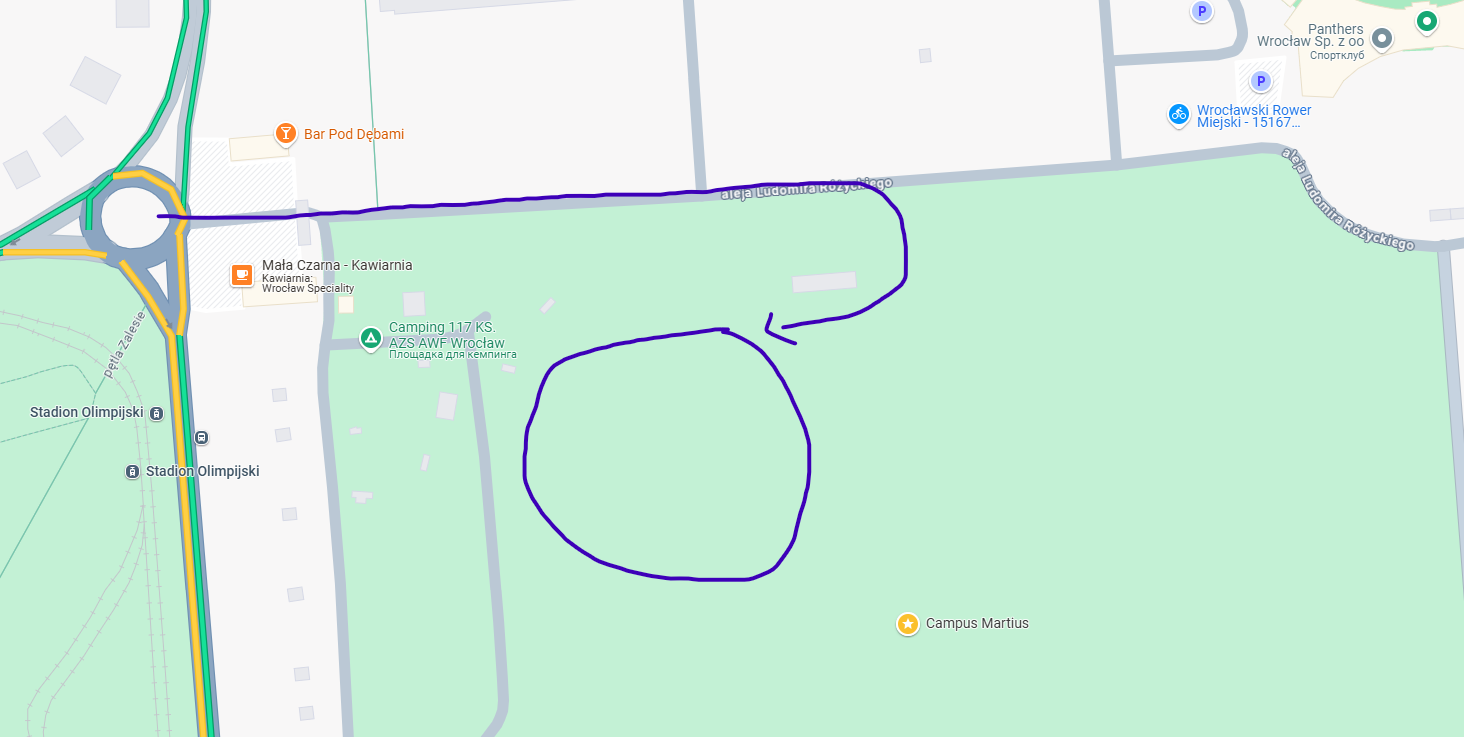 P
Panthers
Wrocław Sp. z oo
Спортклуб
P
Wrocławski Rower
Miejski - 15167...
Bar Pod Dębami
aleja Ludomira Różyckiego
aleja Ludomira Różyckiego
Mała Czarna - Kawiarnia
Kawiarnia:
Wrocław Speciality
Camping 117 KS.
AZS AWF Wrocław
Площадка для кемпинга
pętla Zalesie
Stadion Olimpijski
Stadion Olimpijski
Campus Martius